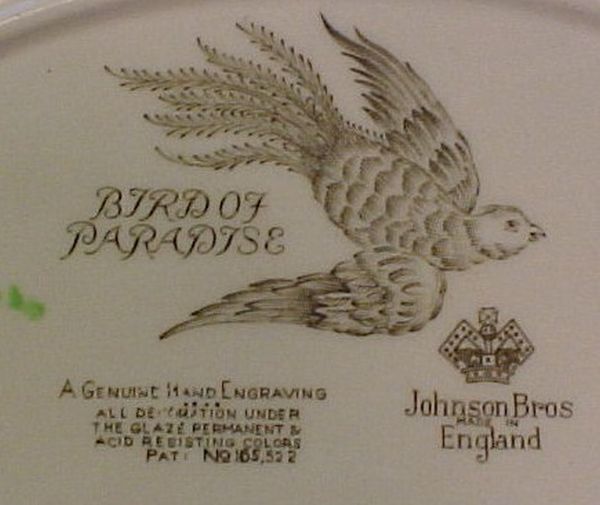 BIRD OF
PARADISE
A GENUINE HAND ENGRAVING
ALL DECORATION UNDER
THE GLAZE PERMANENT &
ACID RESISTING COLORS
PAT. No 165,522
Johnson Bros
MADE IN
England